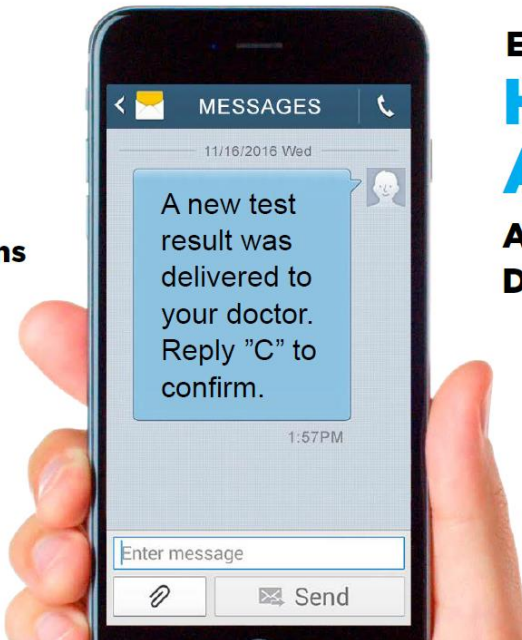 MESSAGES
11/16/2016 Wed
A new test
result was
delivered to
your doctor.
Reply ”C” to
confirm.
1:57PM
Enter message
Send
ns
E
H
A
A
D